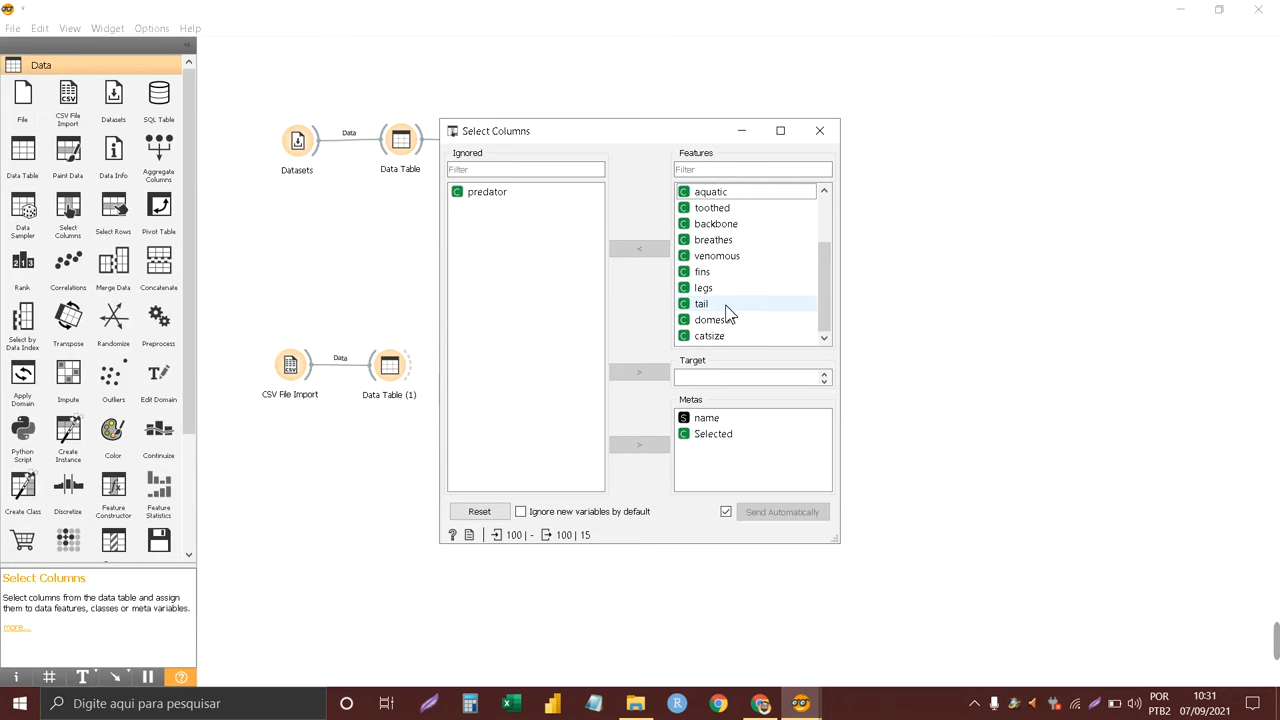 *
File Edit View Widget Options Help
«
Data
File
CSV File Import
Datasets
SQL Table
Data Table
Paint Data
Data Info
Aggregate Columns
Data Sampler
Select Columns
Select Rows
Pivot Table
Rank
Correlations
Merge Data
Concatenate
Select by Data Index
Transpose
Randomize
Preprocess
Apply Domain
Impute
Outliers
Edit Domain
Python Script
Create Instance
Color
Continuize
Create Class
Discretize
Feature Constructor
Feature Statistics
Select Columns
Select columns from the data table and assign
them to data features, classes or meta variables.
more...
Data
Datasets
Data Table
Data
CSV File Import
Data Table (1)
Select Columns
Ignored
Filter
C predator
<
>
>
Features
Filter
C aquatic
C toothed
C backbone
C breathes
C venomous
C fins
C legs
C tail
C
C catsize
Target
Metas
S name
C Selected
Reset
Ignore new variables by default
Send Automatically
? 100 | - 100 | 15
Digite aqui para pesquisar
POR
PTB2
10:31
07/09/2021